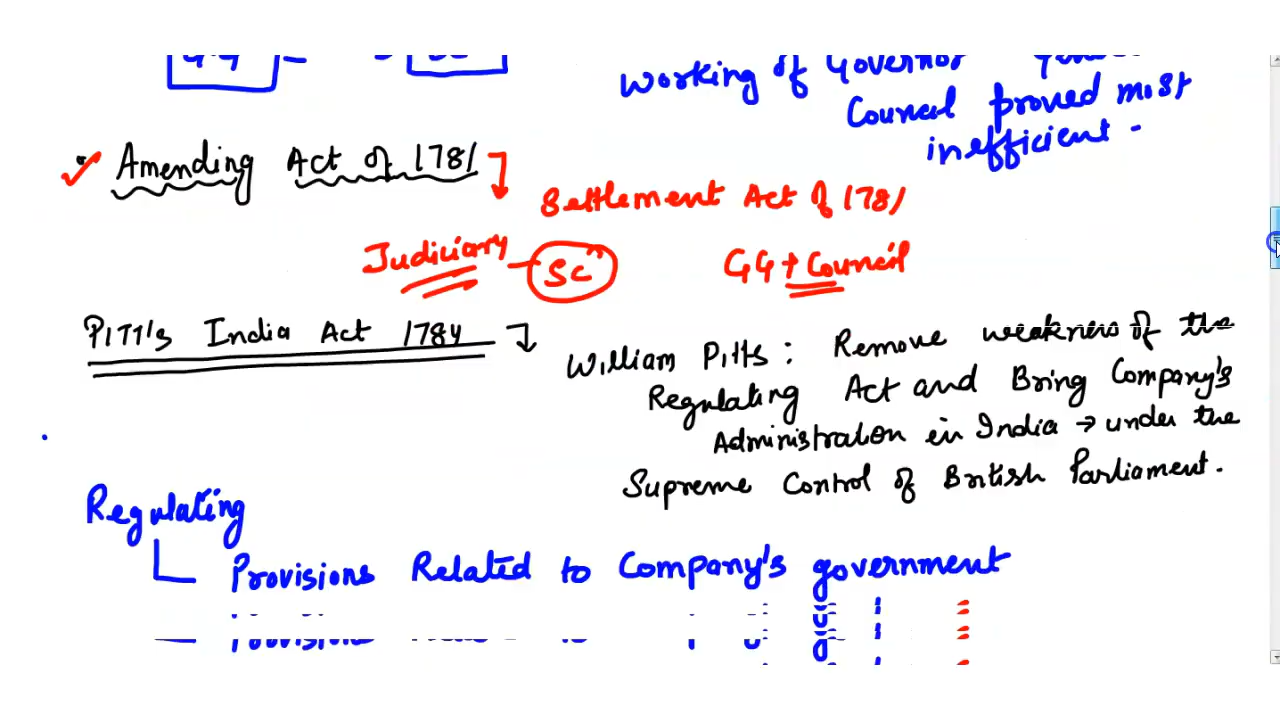 Working of Governor
Council proved most
inefficient -
Amending Act of 1781
Settlement Act of 1781
Judiciary - SC
GG + Council
PITT's India Act 1784
William Pitts : Remove weakness of the
Regulating Act and Bring Company's
Administration in India → under the
Supreme Control of British Parliament.
Regulating
Provisions Related to Company's government